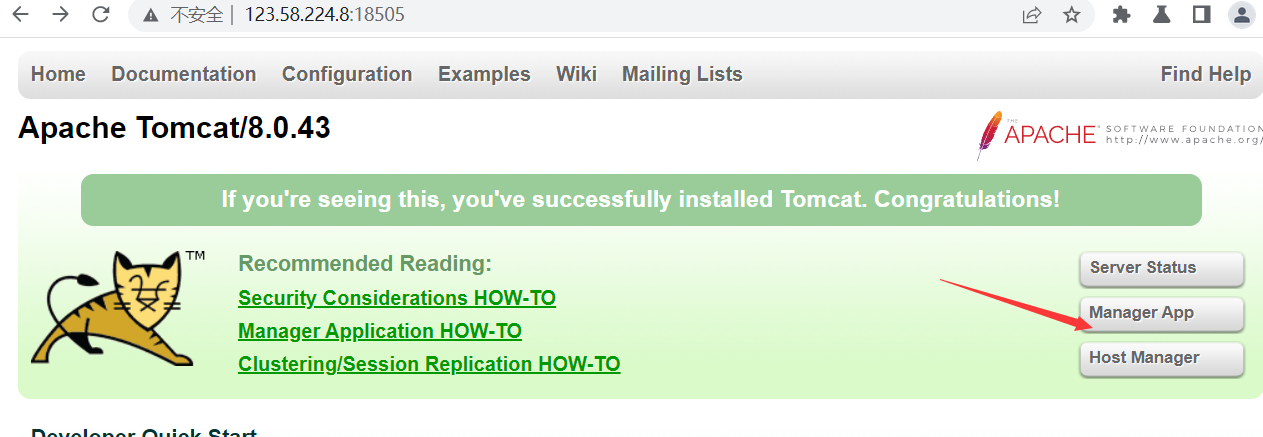 不安全 | 123.58.224.8:18505
Home Documentation Configuration Examples Wiki Mailing Lists Find Help
Apache Tomcat/8.0.43
THE APACHE® SOFTWARE FOUNDATION
http://www.apache.org/
If you're seeing this, you've successfully installed Tomcat. Congratulations!
TM
Recommended Reading:
Security Considerations HOW-TO
Manager Application HOW-TO
Clustering/Session Replication HOW-TO
Server Status
Manager App
Host Manager
Developer Quick Start